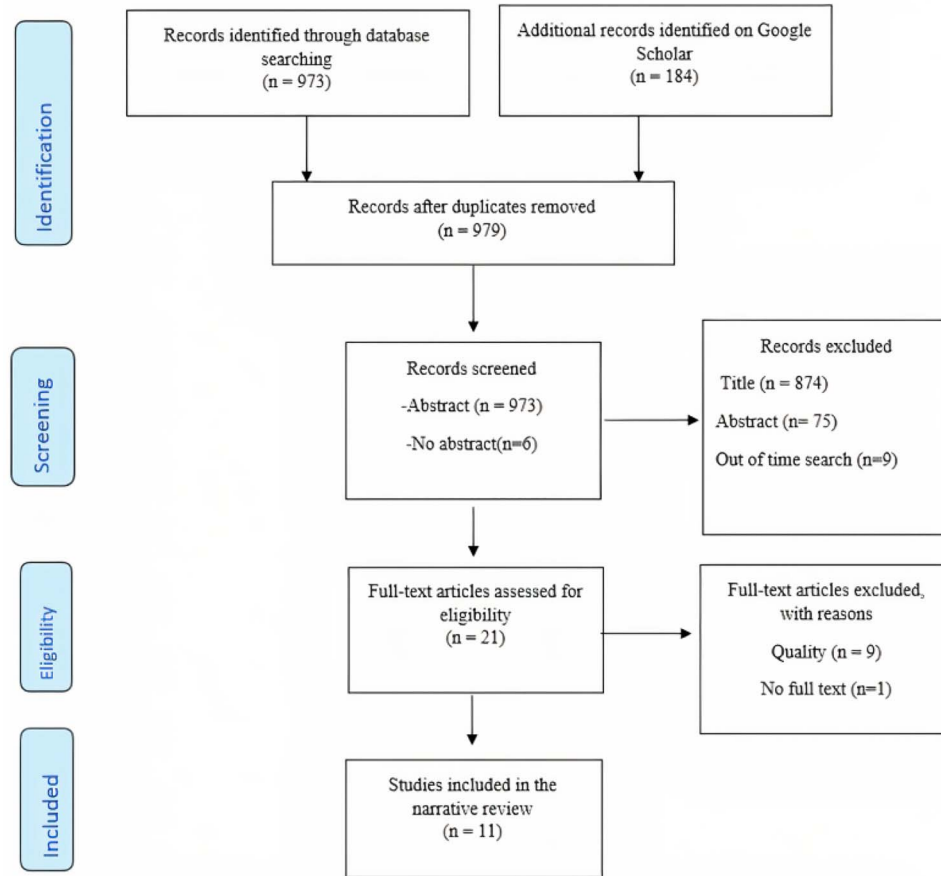 Identification
Records identified through database
searching
(n = 973)
Additional records identified on Google
Scholar
(n = 184)
Records after duplicates removed
(n = 979)
Screening
Records screened
-Abstract (n = 973)
-No abstract(n=6)
Records excluded
Title (n = 874)
Abstract (n= 75)
Out of time search (n=9)
Eligibility
Full-text articles assessed for
eligibility
(n = 21)
Full-text articles excluded,
with reasons
Quality (n = 9)
No full text (n=1)
Included
Studies included in the
narrative review
(n = 11)